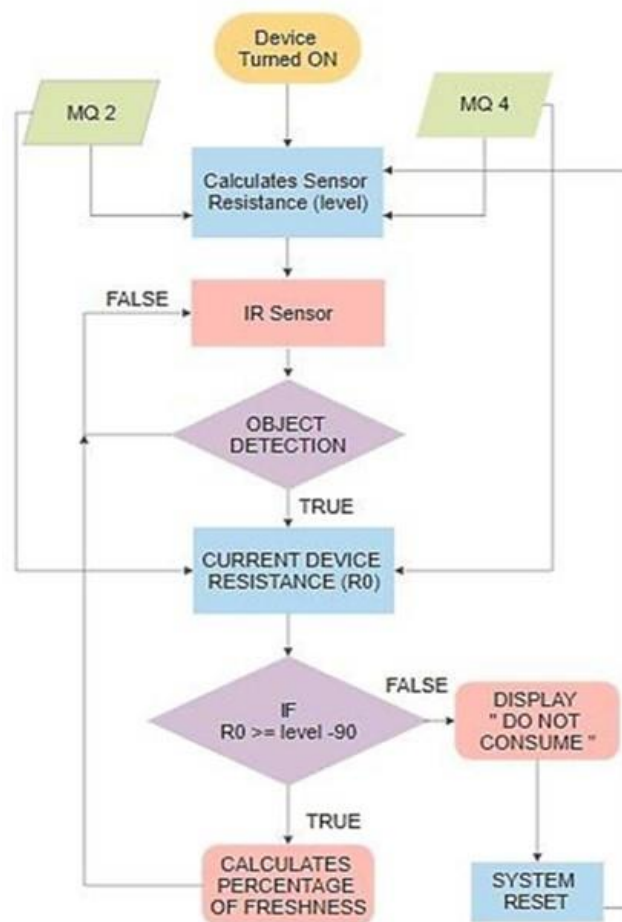 Device
Turned ON
MQ 2
MQ 4
Calculates Sensor
Resistance (level)
FALSE
IR Sensor
OBJECT
DETECTION
TRUE
CURRENT DEVICE
RESISTANCE (R0)
IF
R0 >= level -90
FALSE
DISPLAY
" DO NOT
CONSUME "
TRUE
CALCULATES
PERCENTAGE
OF FRESHNESS
SYSTEM
RESET